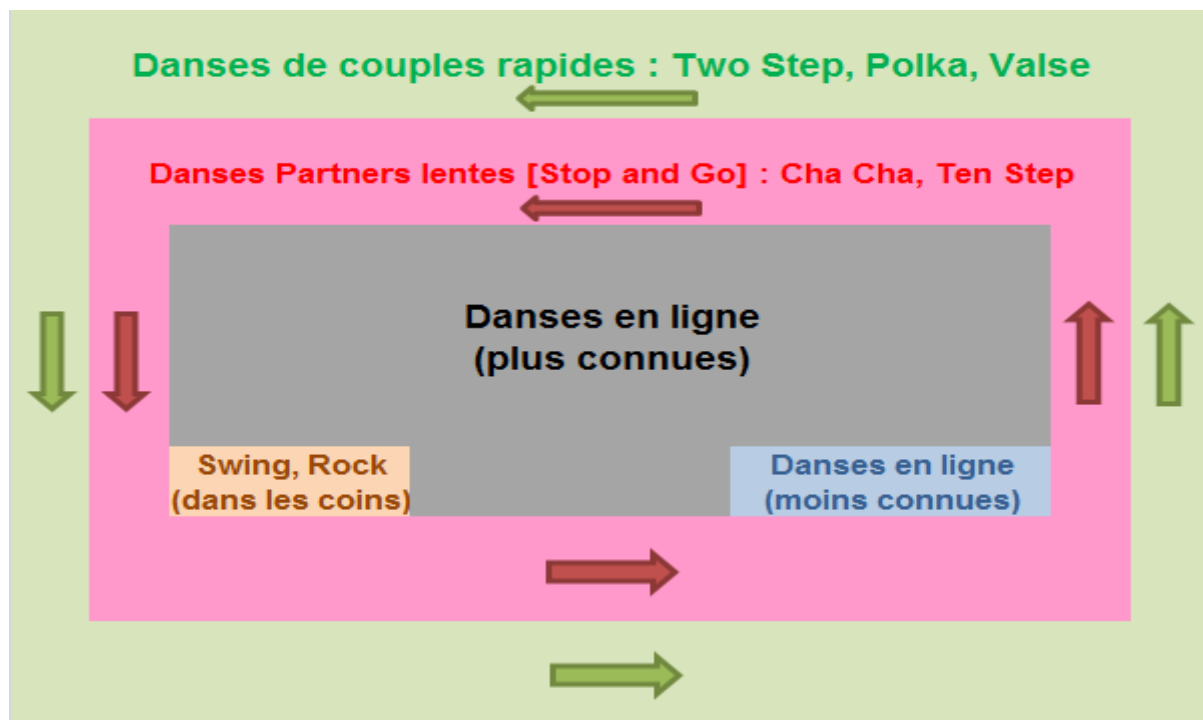 Danses de couples rapides : Two Step, Polka, Valse
Danses Partners lentes [Stop and Go] : Cha Cha, Ten Step
Danses en ligne
(plus connues)
Swing, Rock
(dans les coins)
Danses en ligne
(moins connues)